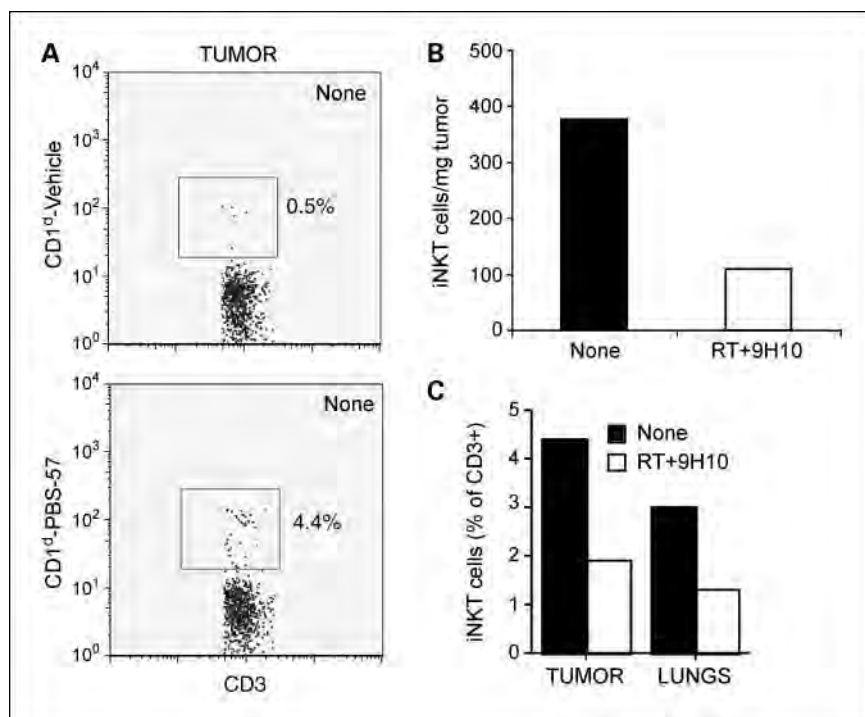 A
TUMOR
None
CD1ᵈ-Vehicle
10⁴
10³
10²
10¹
10⁰
0.5%
None
CD1ᵈ-PBS-57
10⁴
10³
10²
10¹
10⁰
4.4%
CD3
B
iNKT cells/mg tumor
500
400
300
200
100
0
None
RT+9H10
C
iNKT cells (% of CD3+)
5
4
3
2
1
0
None
RT+9H10
TUMOR
LUNGS